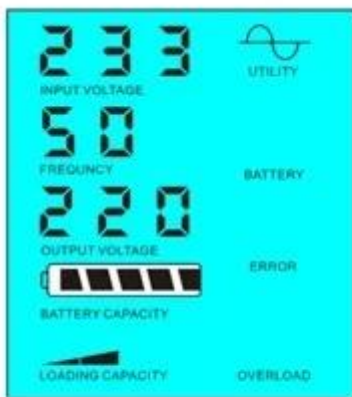 233
UTILITY
INPUT VOLTAGE
50
FREQUNCY
BATTERY
220
OUTPUT VOLTAGE
ERROR
BATTERY CAPACITY
LOADING CAPACITY
OVERLOAD